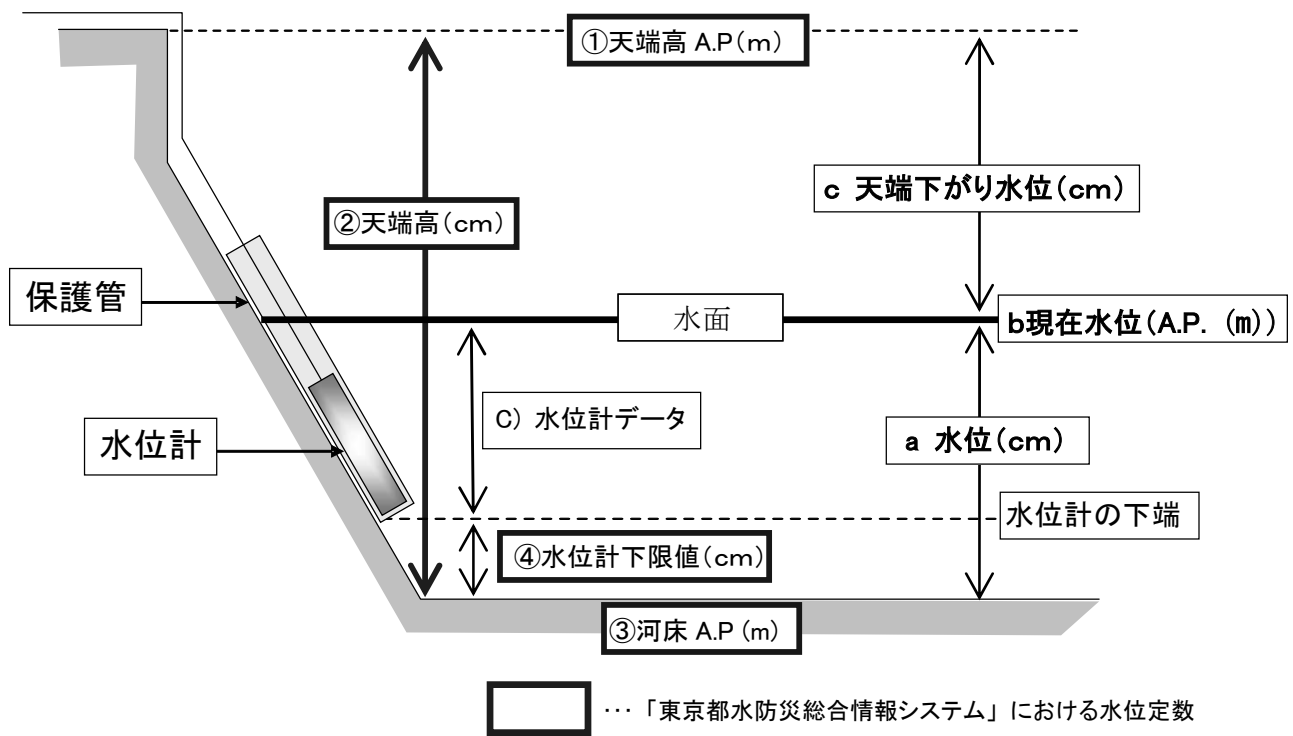 ①天端高 A.P(m)
c 天端下がり水位(cm)
②天端高(cm)
保護管
水面
b現在水位(A.P. (m))
C) 水位計データ
a 水位(cm)
水位計
水位計の下端
④水位計下限値(cm)
③河床 A.P (m)
… 「東京都水防災総合情報システム」における水位定数